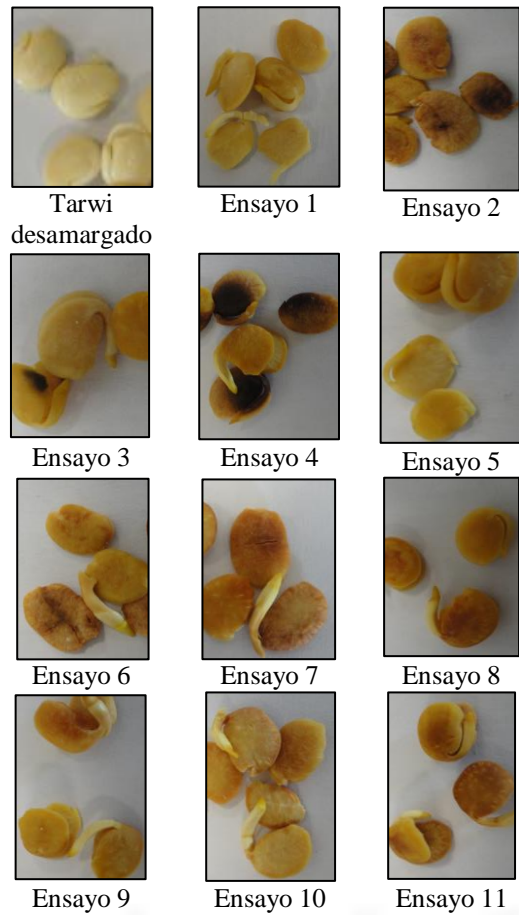 Tarwi
desamargado
Ensayo 1
Ensayo 2
Ensayo 3
Ensayo 4
Ensayo 5
Ensayo 6
Ensayo 7
Ensayo 8
Ensayo 9
Ensayo 10
Ensayo 11